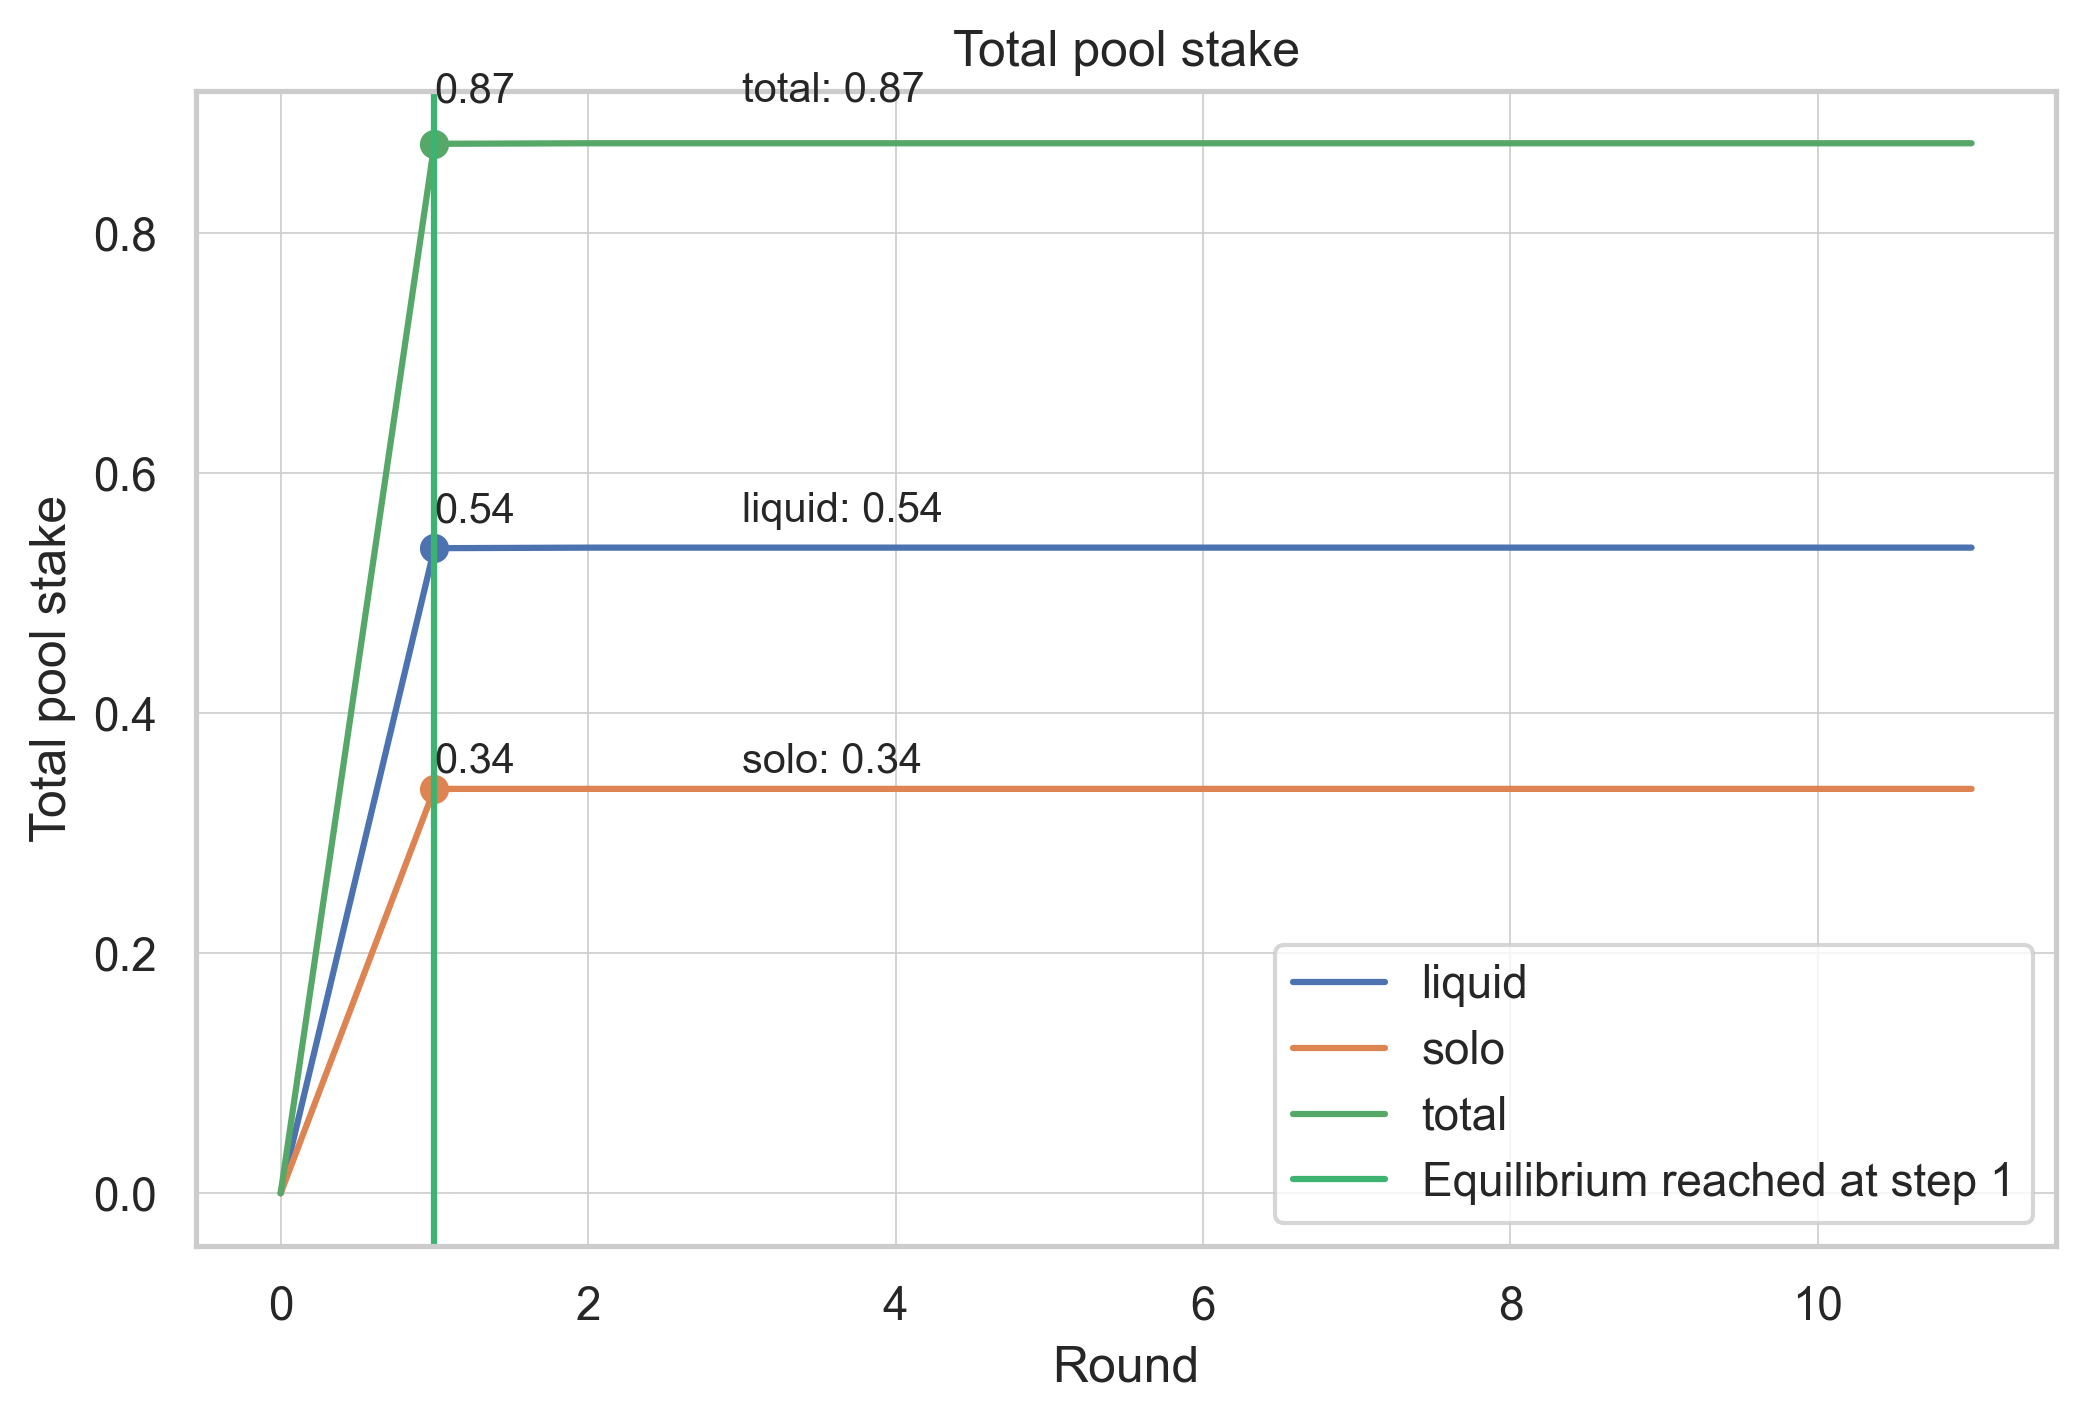 Total pool stake
0.87
total: 0.87
0.8
0.6
0.54
liquid: 0.54
Total pool stake
0.4
0.34
solo: 0.34
0.2
0.0
liquid
solo
total
Equilibrium reached at step 1
0 2 4 6 8 10
Round